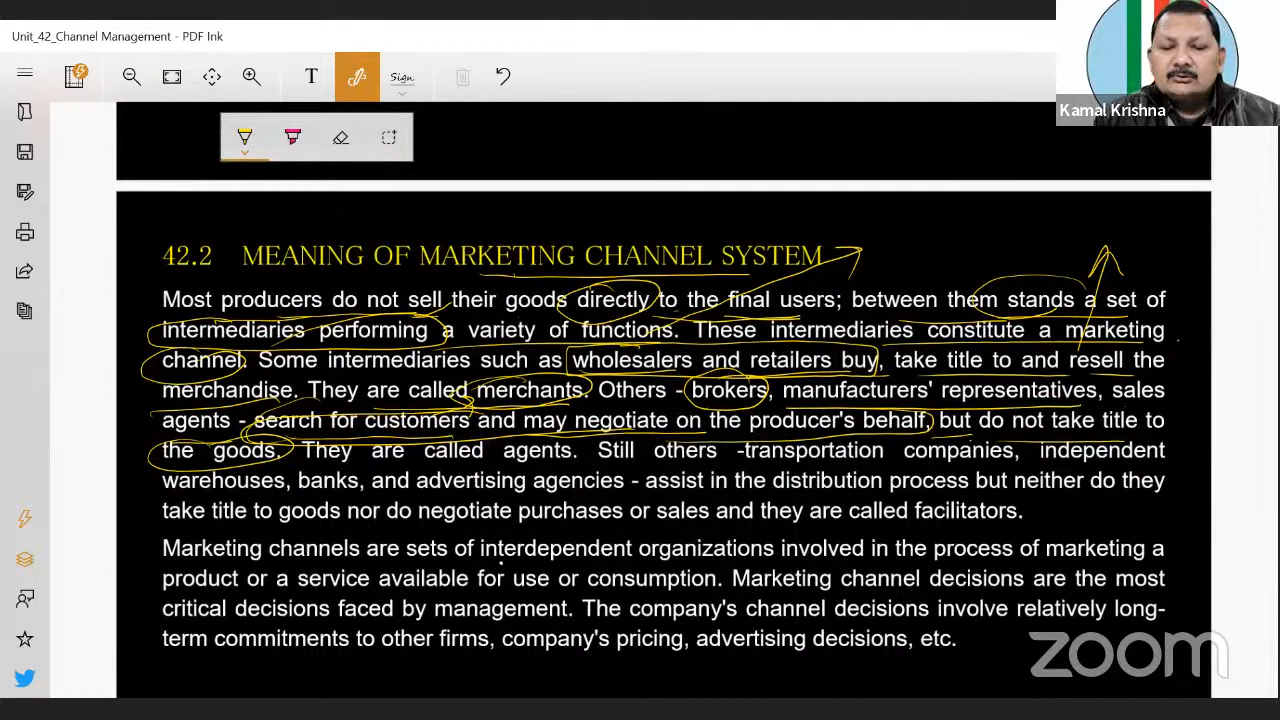 Unit_42_Channel Management - PDF Ink
T
Sign
Kamal Krishna
42.2 MEANING OF MARKETING CHANNEL SYSTEM
Most producers do not sell their goods directly to the final users; between them stands a set of
intermediaries performing a variety of functions. These intermediaries constitute a marketing
channel. Some intermediaries such as wholesalers and retailers buy, take title to and resell the
merchandise. They are called merchants. Others - brokers, manufacturers' representatives, sales
agents - search for customers and may negotiate on the producer's behalf, but do not take title to
the goods. They are called agents. Still others -transportation companies, independent
warehouses, banks, and advertising agencies - assist in the distribution process but neither do they
take title to goods nor do negotiate purchases or sales and they are called facilitators.
Marketing channels are sets of interdependent organizations involved in the process of marketing a
product or a service available for use or consumption. Marketing channel decisions are the most
critical decisions faced by management. The company's channel decisions involve relatively long-
term commitments to other firms, company's pricing, advertising decisions, etc.
zoom